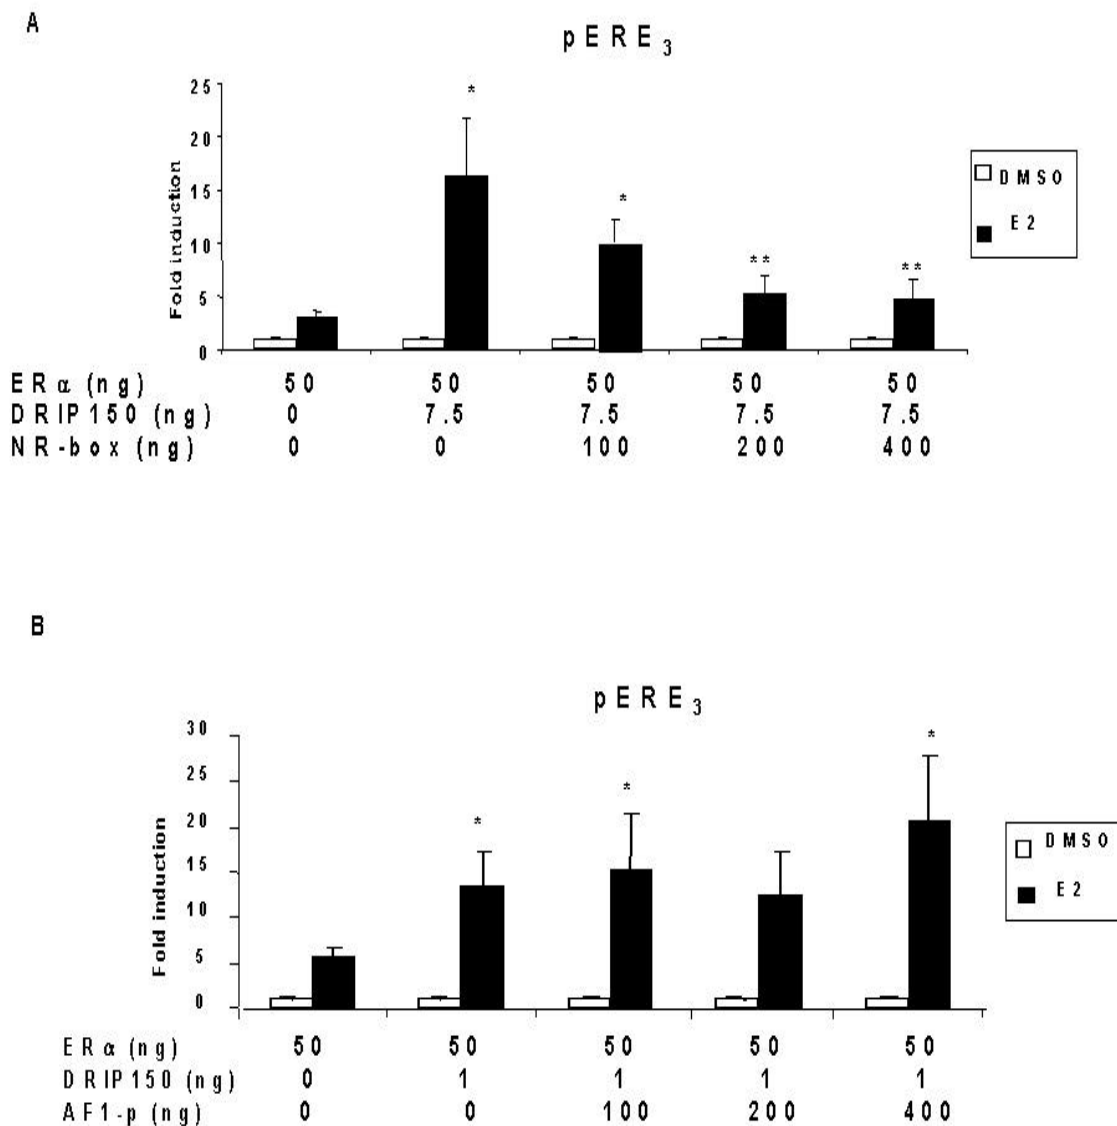 A
pERE3
25
20
15
10
5
0
Fold induction
*
*
**
**
DMSO
E2
ERα (ng) 50 50 50 50 50
DRIP150 (ng) 0 7.5 7.5 7.5 7.5
NR-box (ng) 0 0 100 200 400
B
pERE3
30
25
20
15
10
5
0
Fold induction
*
*
*
DMSO
E2
ERα (ng) 50 50 50 50 50
DRIP150 (ng) 0 1 1 1 1
AF1-p (ng) 0 0 100 200 400